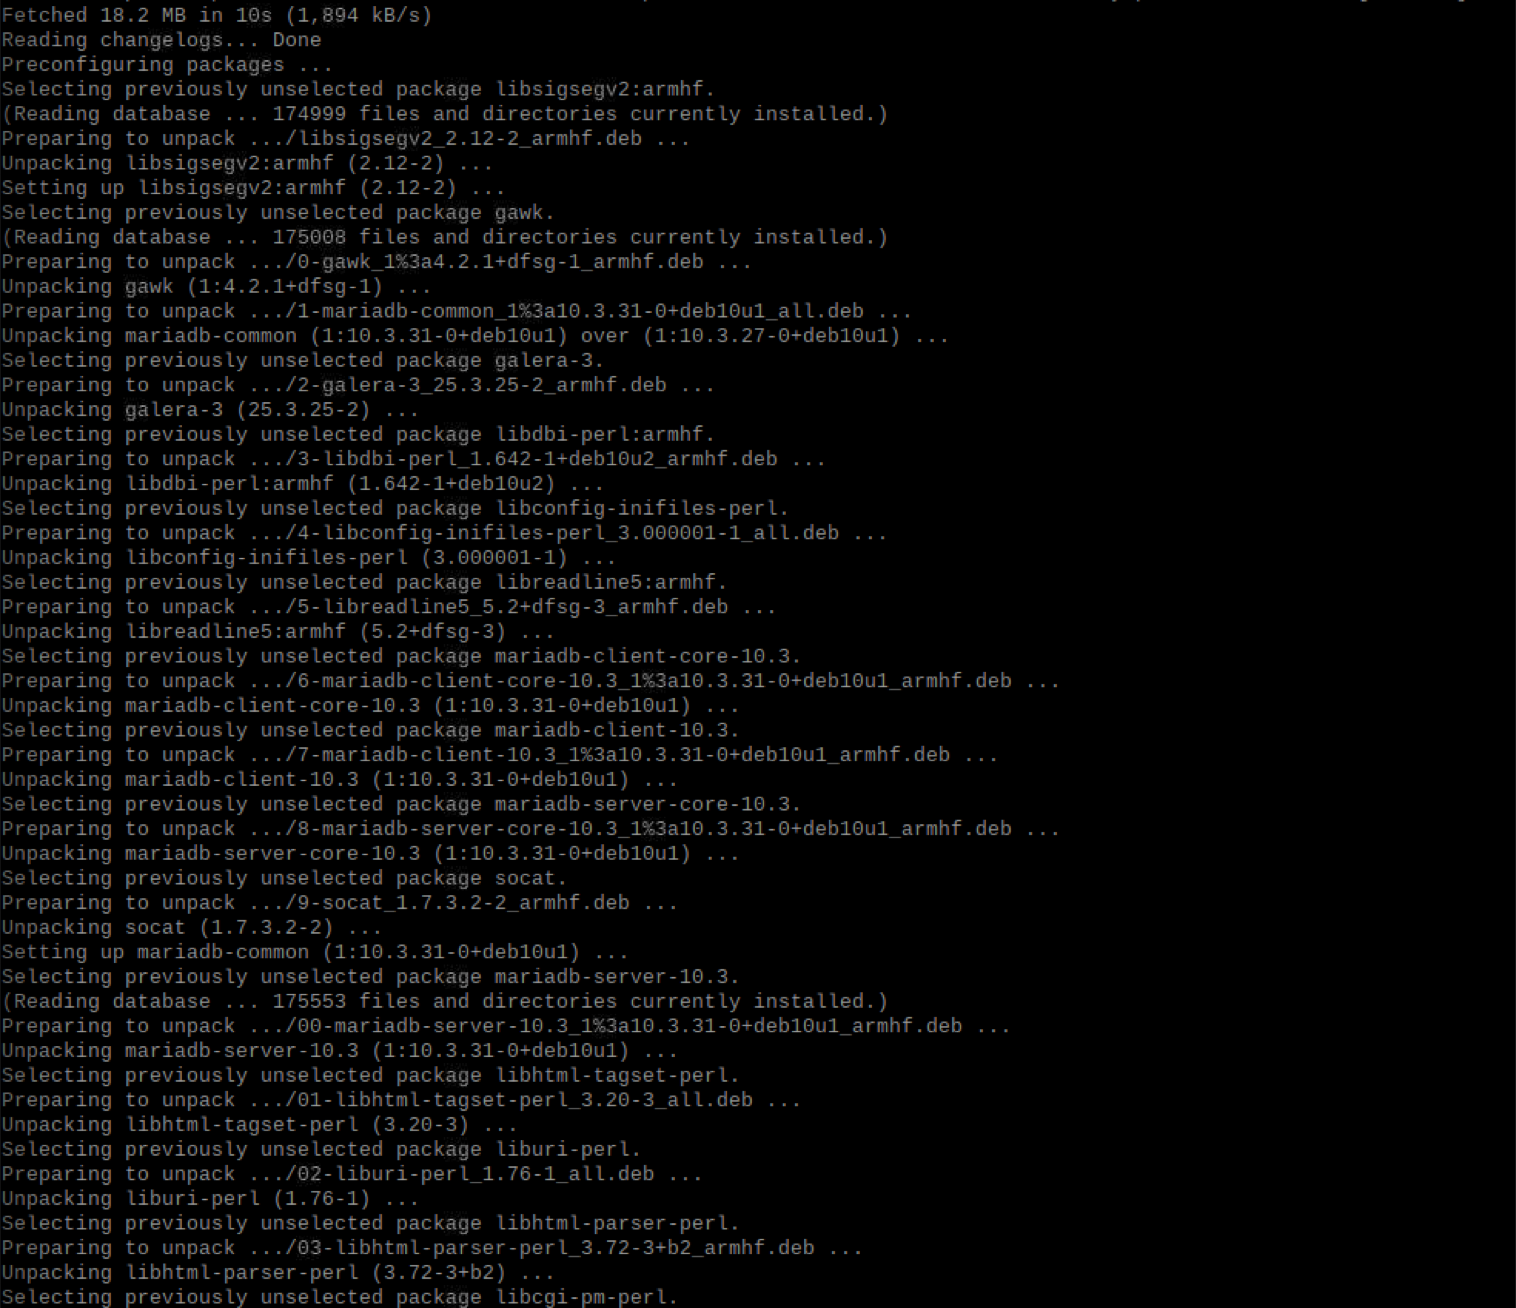 Fetched 18.2 MB in 10s (1,894 kB/s)
Reading changelogs... Done
Preconfiguring packages ...
Selecting previously unselected package libsigsegv2:armhf.
(Reading database ... 174999 files and directories currently installed.)
Preparing to unpack .../libsigsegv2_2.12-2_armhf.deb ...
Unpacking libsigsegv2:armhf (2.12-2) ...
Setting up libsigsegv2:armhf (2.12-2) ...
Selecting previously unselected package gawk.
(Reading database ... 175008 files and directories currently installed.)
Preparing to unpack .../0-gawk_1%3a4.2.1+dfsg-1_armhf.deb ...
Unpacking gawk (1:4.2.1+dfsg-1) ...
Preparing to unpack .../1-mariadb-common_1%3a10.3.31-0+deb10u1_all.deb ...
Unpacking mariadb-common (1:10.3.31-0+deb10u1) over (1:10.3.27-0+deb10u1) ...
Selecting previously unselected package galera-3.
Preparing to unpack .../2-galera-3_25.3.25-2_armhf.deb ...
Unpacking galera-3 (25.3.25-2) ...
Selecting previously unselected package libdbi-perl:armhf.
Preparing to unpack .../3-libdbi-perl_1.642-1+deb10u2_armhf.deb ...
Unpacking libdbi-perl:armhf (1.642-1+deb10u2) ...
Selecting previously unselected package libconfig-inifiles-perl.
Preparing to unpack .../4-libconfig-inifiles-perl_3.000001-1_all.deb ...
Unpacking libconfig-inifiles-perl (3.000001-1) ...
Selecting previously unselected package libreadline5:armhf.
Preparing to unpack .../5-libreadline5_5.2+dfsg-3_armhf.deb ...
Unpacking libreadline5:armhf (5.2+dfsg-3) ...
Selecting previously unselected package mariadb-client-core-10.3.
Preparing to unpack .../6-mariadb-client-core-10.3_1%3a10.3.31-0+deb10u1_armhf.deb ...
Unpacking mariadb-client-core-10.3 (1:10.3.31-0+deb10u1) ...
Selecting previously unselected package mariadb-client-10.3.
Preparing to unpack .../7-mariadb-client-10.3_1%3a10.3.31-0+deb10u1_armhf.deb ...
Unpacking mariadb-client-10.3 (1:10.3.31-0+deb10u1) ...
Selecting previously unselected package mariadb-server-core-10.3.
Preparing to unpack .../8-mariadb-server-core-10.3_1%3a10.3.31-0+deb10u1_armhf.deb ...
Unpacking mariadb-server-core-10.3 (1:10.3.31-0+deb10u1) ...
Selecting previously unselected package socat.
Preparing to unpack .../9-socat_1.7.3.2-2_armhf.deb ...
Unpacking socat (1.7.3.2-2) ...
Setting up mariadb-common (1:10.3.31-0+deb10u1) ...
Selecting previously unselected package mariadb-server-10.3.
(Reading database ... 175553 files and directories currently installed.)
Preparing to unpack .../00-mariadb-server-10.3_1%3a10.3.31-0+deb10u1_armhf.deb ...
Unpacking mariadb-server-10.3 (1:10.3.31-0+deb10u1) ...
Selecting previously unselected package libhtml-tagset-perl.
Preparing to unpack .../01-libhtml-tagset-perl_3.20-3_all.deb ...
Unpacking libhtml-tagset-perl (3.20-3) ...
Selecting previously unselected package liburi-perl.
Preparing to unpack .../02-liburi-perl_1.76-1_all.deb ...
Unpacking liburi-perl (1.76-1) ...
Selecting previously unselected package libhtml-parser-perl.
Preparing to unpack .../03-libhtml-parser-perl_3.72-3+b2_armhf.deb ...
Unpacking libhtml-parser-perl (3.72-3+b2) ...
Selecting previously unselected package libcgi-pm-perl.